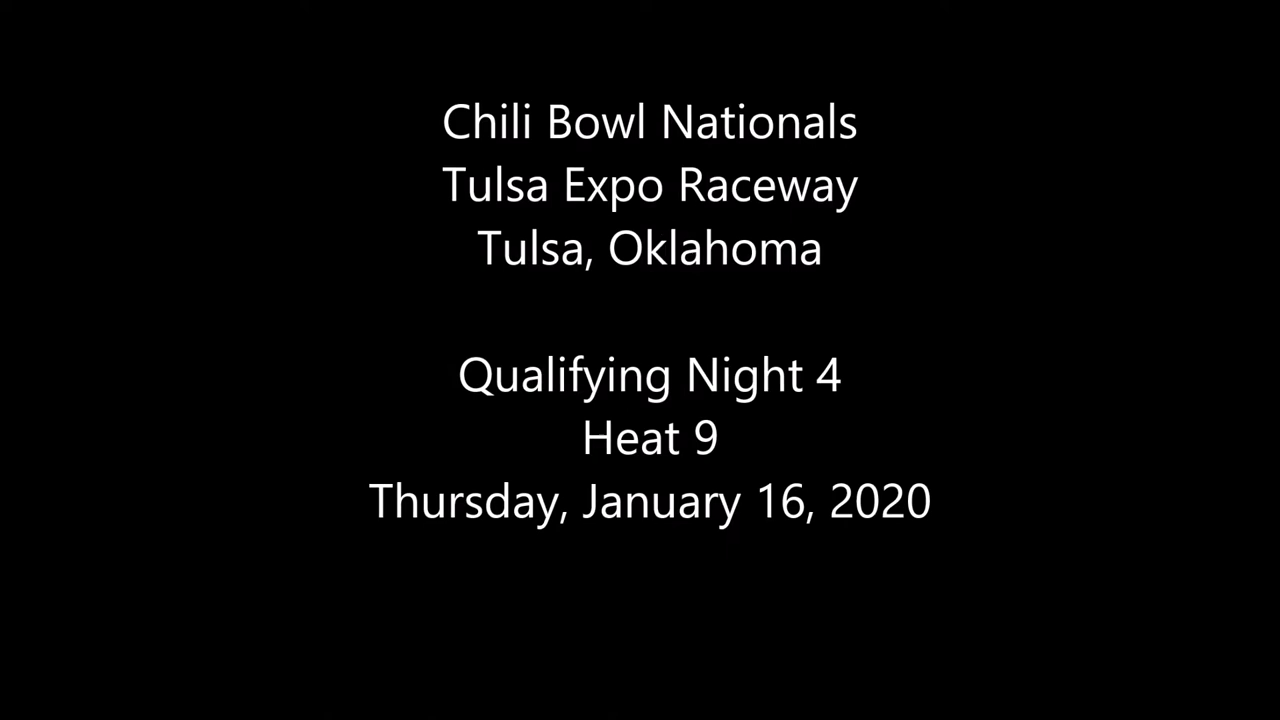 Chili Bowl Nationals
Tulsa Expo Raceway
Tulsa, Oklahoma
Qualifying Night 4
Heat 9
Thursday, January 16, 2020